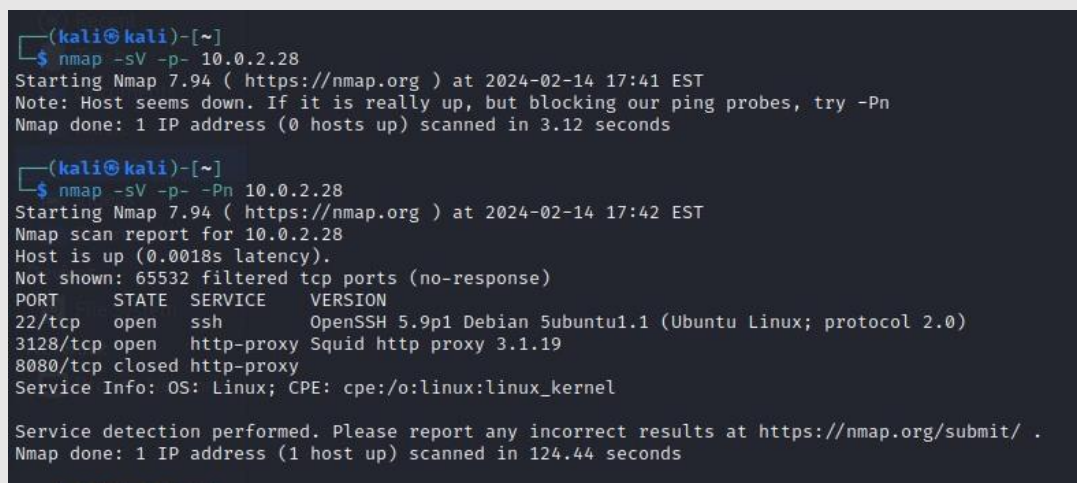 ┌──(kali㉿kali)-[~]
└─$ nmap -sV -p- 10.0.2.28
Starting Nmap 7.94 ( https://nmap.org ) at 2024-02-14 17:41 EST
Note: Host seems down. If it is really up, but blocking our ping probes, try -Pn
Nmap done: 1 IP address (0 hosts up) scanned in 3.12 seconds

┌──(kali㉿kali)-[~]
└─$ nmap -sV -p- -Pn 10.0.2.28
Starting Nmap 7.94 ( https://nmap.org ) at 2024-02-14 17:42 EST
Nmap scan report for 10.0.2.28
Host is up (0.0018s latency).
Not shown: 65532 filtered tcp ports (no-response)
PORT     STATE  SERVICE    VERSION
22/tcp   open   ssh        OpenSSH 5.9p1 Debian 5ubuntu1.1 (Ubuntu Linux; protocol 2.0)
3128/tcp open   http-proxy Squid http proxy 3.1.19
8080/tcp closed http-proxy
Service Info: OS: Linux; CPE: cpe:/o:linux:linux_kernel

Service detection performed. Please report any incorrect results at https://nmap.org/submit/ .
Nmap done: 1 IP address (1 host up) scanned in 124.44 seconds